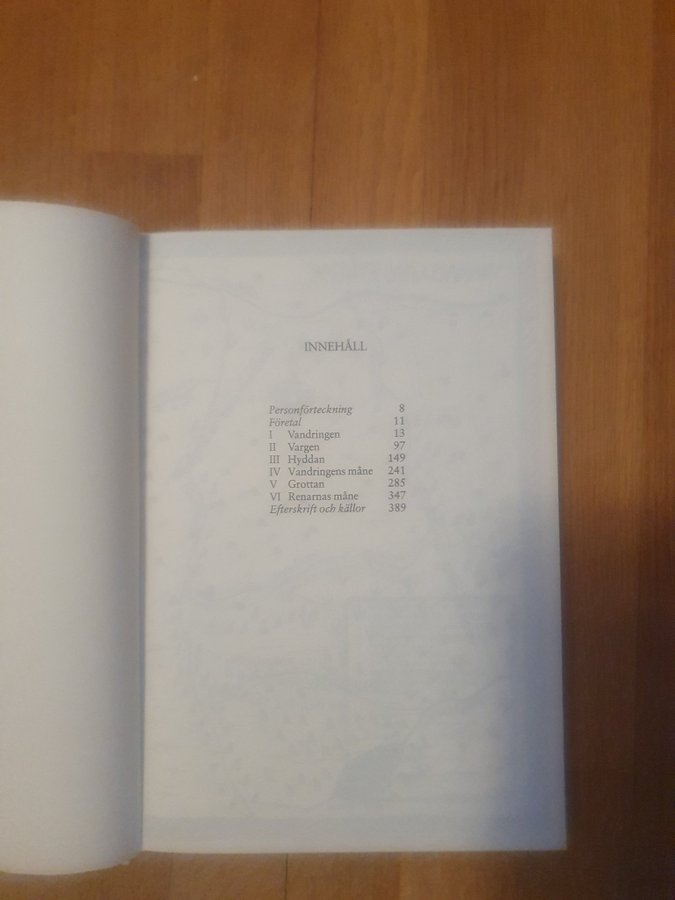 INNEHÅLL
Personförteckning 8
Företal 11
I Vandringen 13
II Vargen 97
III Hyddan 149
IV Vandringens måne 241
V Grottan 285
VI Renarnas måne 347
Efterskrift och källor 389